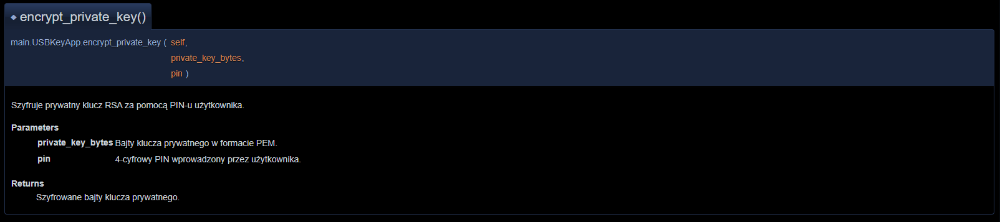 encrypt_private_key()
main.USBKeyApp.encrypt_private_key ( self,
private_key_bytes,
pin )
Szyfruje prywatny klucz RSA za pomocą PIN-u użytkownika.
Parameters
private_key_bytes Bajty klucza prywatnego w formacie PEM.
pin 4-cyfrowy PIN wprowadzony przez użytkownika.
Returns
Szyfrowane bajty klucza prywatnego.